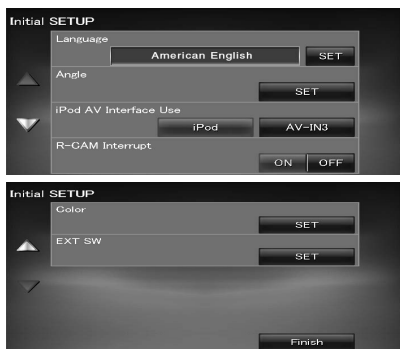 Initial SETUP
Language
American English SET
Angle
SET
iPod AV Interface Use
iPod AV-IN3
R-CAM Interrupt
ON OFF
Initial SETUP
Color
SET
EXT SW
SET
Finish